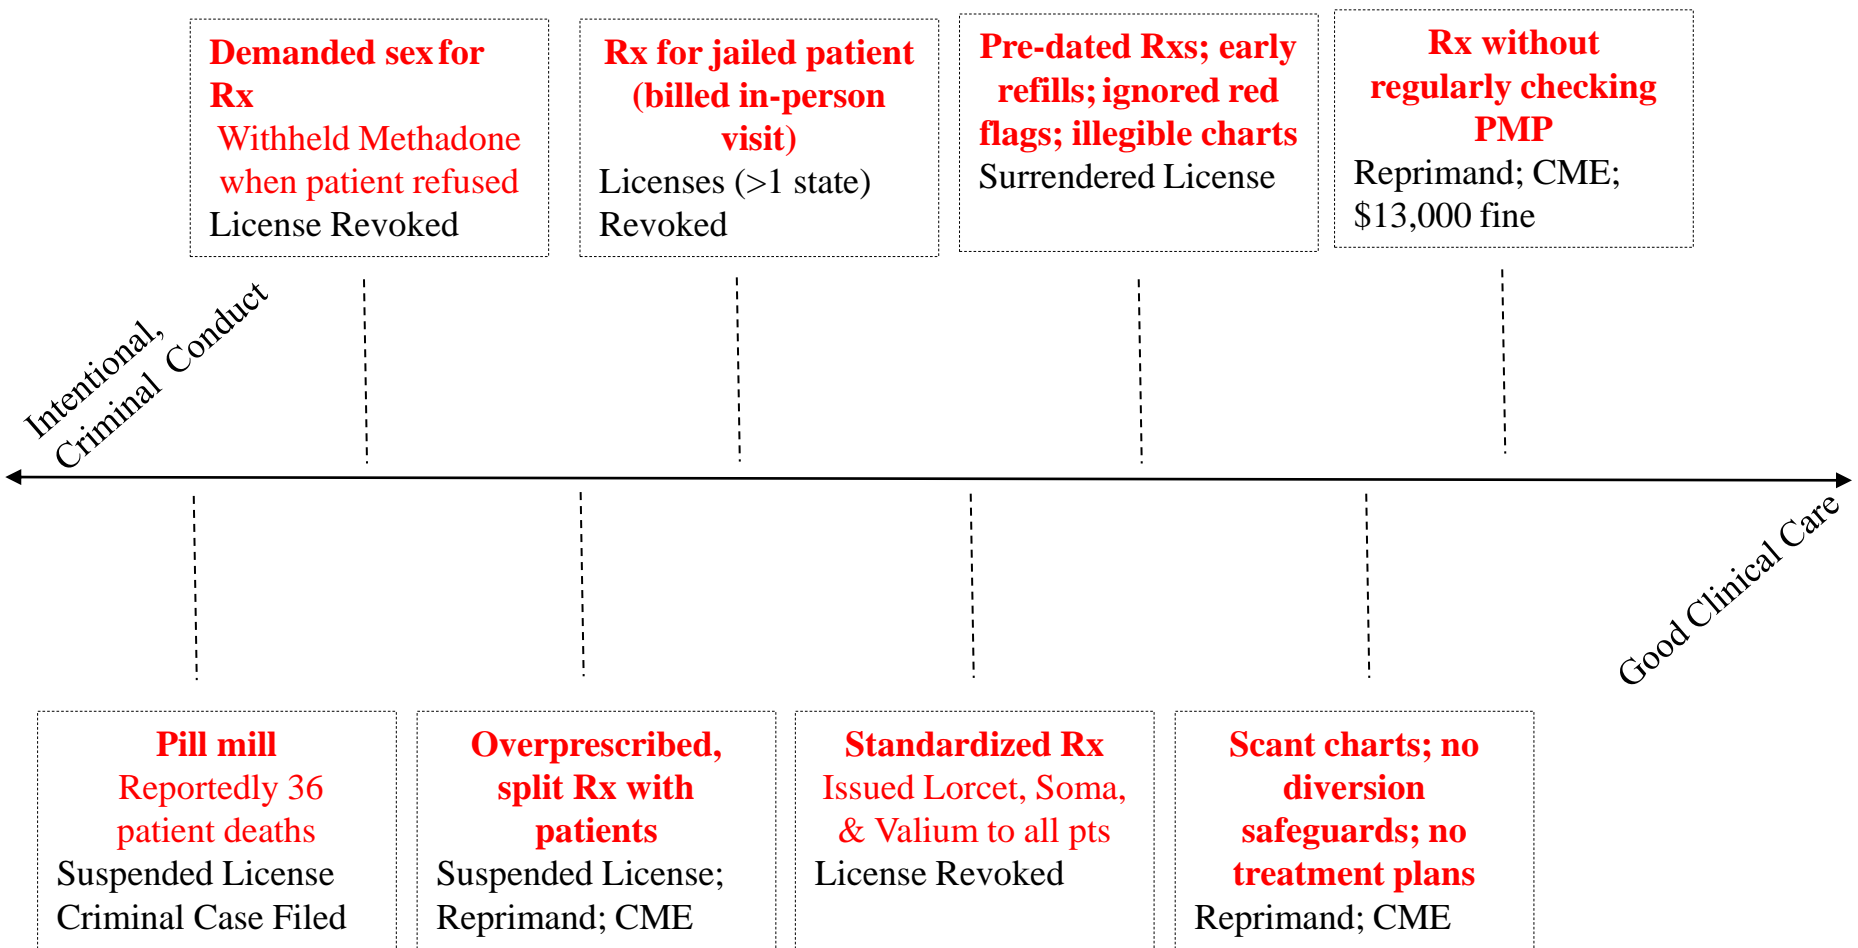 Demanded sex for
Rx
Withheld Methadone
when patient refused
License Revoked
Rx for jailed patient
(billed in-person
visit)
Licenses (>1 state)
Revoked
Pre-dated Rxs; early
refills; ignored red
flags; illegible charts
Surrendered License
Rx without
regularly checking
PMP
Reprimand; CME;
$13,000 fine
Intentional,
Criminal Conduct
Good Clinical Care
Pill mill
Reportedly 36
patient deaths
Suspended License
Criminal Case Filed
Overprescribed,
split Rx with
patients
Suspended License;
Reprimand; CME
Standardized Rx
Issued Lorcet, Soma,
& Valium to all pts
License Revoked
Scant charts; no
diversion
safeguards; no
treatment plans
Reprimand; CME